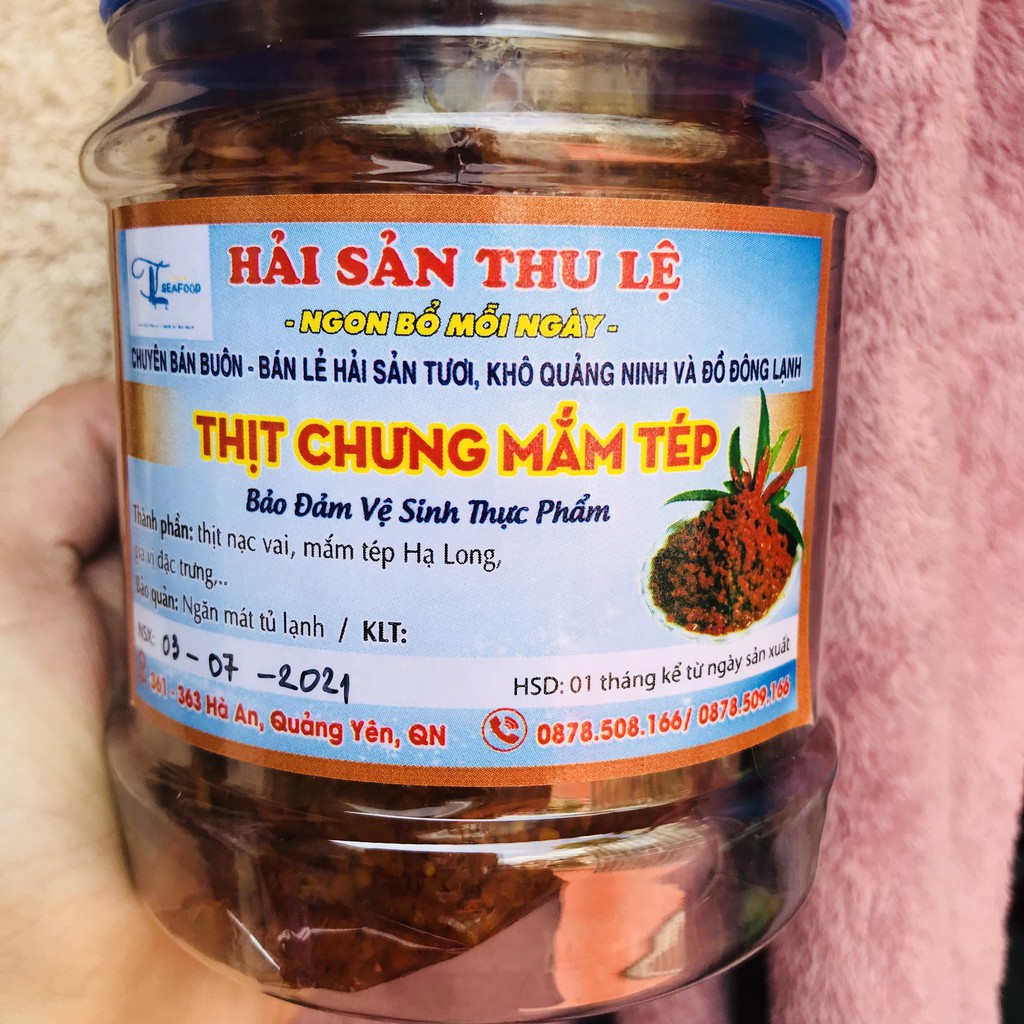 TL SEAFOOD
HẢI SẢN THU LỆ
- NGON BỔ MỖI NGÀY -
CHUYÊN BÁN BUÔN - BÁN LẺ HẢI SẢN TƯƠI, KHÔ QUẢNG NINH VÀ ĐỒ ĐÔNG LẠNH
THỊT CHƯNG MẮM TÉP
Bảo Đảm Vệ Sinh Thực Phẩm
Thành phần: thịt nạc vai, mắm tép Hạ Long,
gia vị đặc trưng,..
Bảo quản: Ngăn mát tủ lạnh / KLT:
NSX: 03 - 07 - 2021
HSD: 01 tháng kể từ ngày sản xuất
361 - 363 Hà An, Quảng Yên, QN
0878.508.166/ 0878.509.166